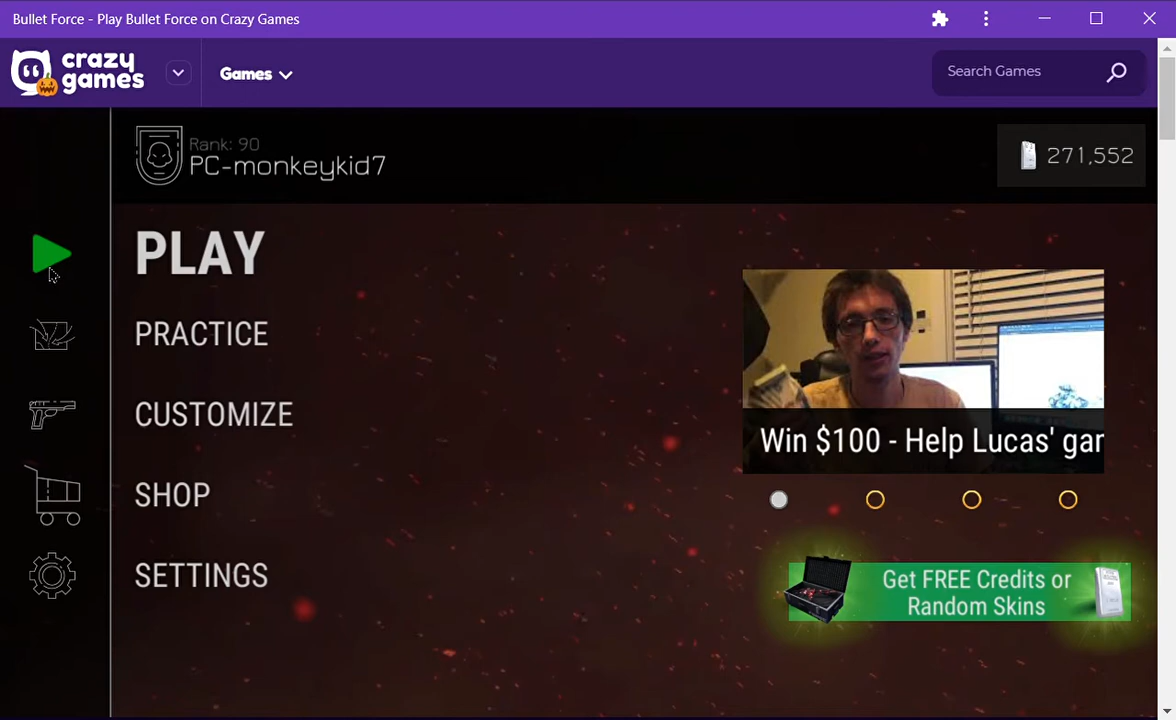 Bullet Force - Play Bullet Force on Crazy Games
crazy
games
Games
Search Games
Rank: 90
PC-monkeykid7
271,552
PLAY
PRACTICE
CUSTOMIZE
SHOP
SETTINGS
Win $100 - Help Lucas' gar
Get FREE Credits or
Random Skins